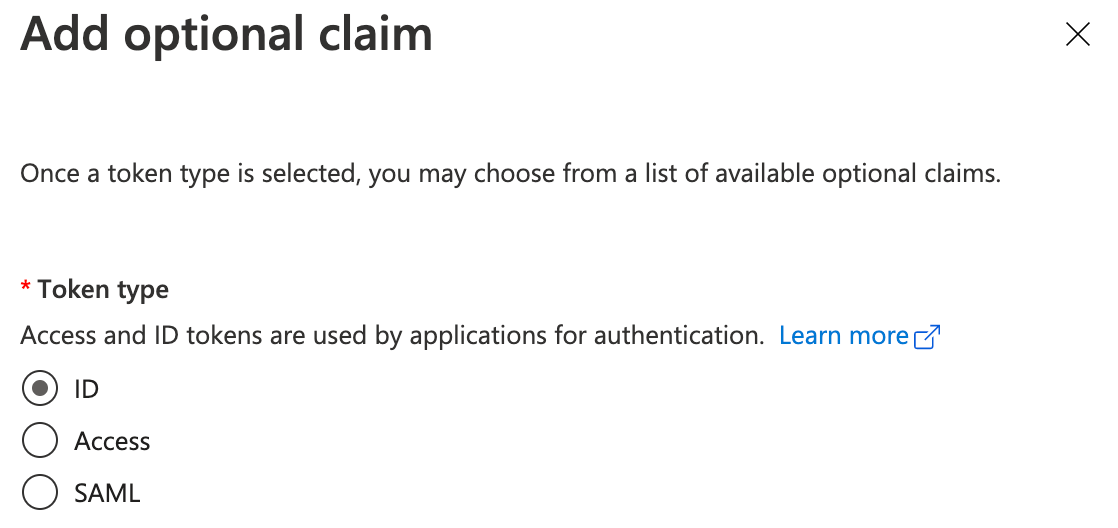 Add optional claim
Once a token type is selected, you may choose from a list of available optional claims.
* Token type
Access and ID tokens are used by applications for authentication. Learn more
ID
Access
SAML